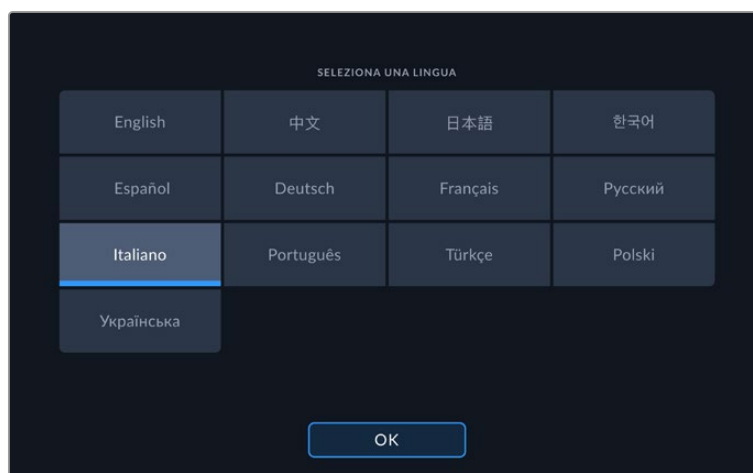 SELEZIONA UNA LINGUA
English 中文 日本語 한국어
Español Deutsch Français Русский
Italiano Português Türkçe Polski
Українська
OK